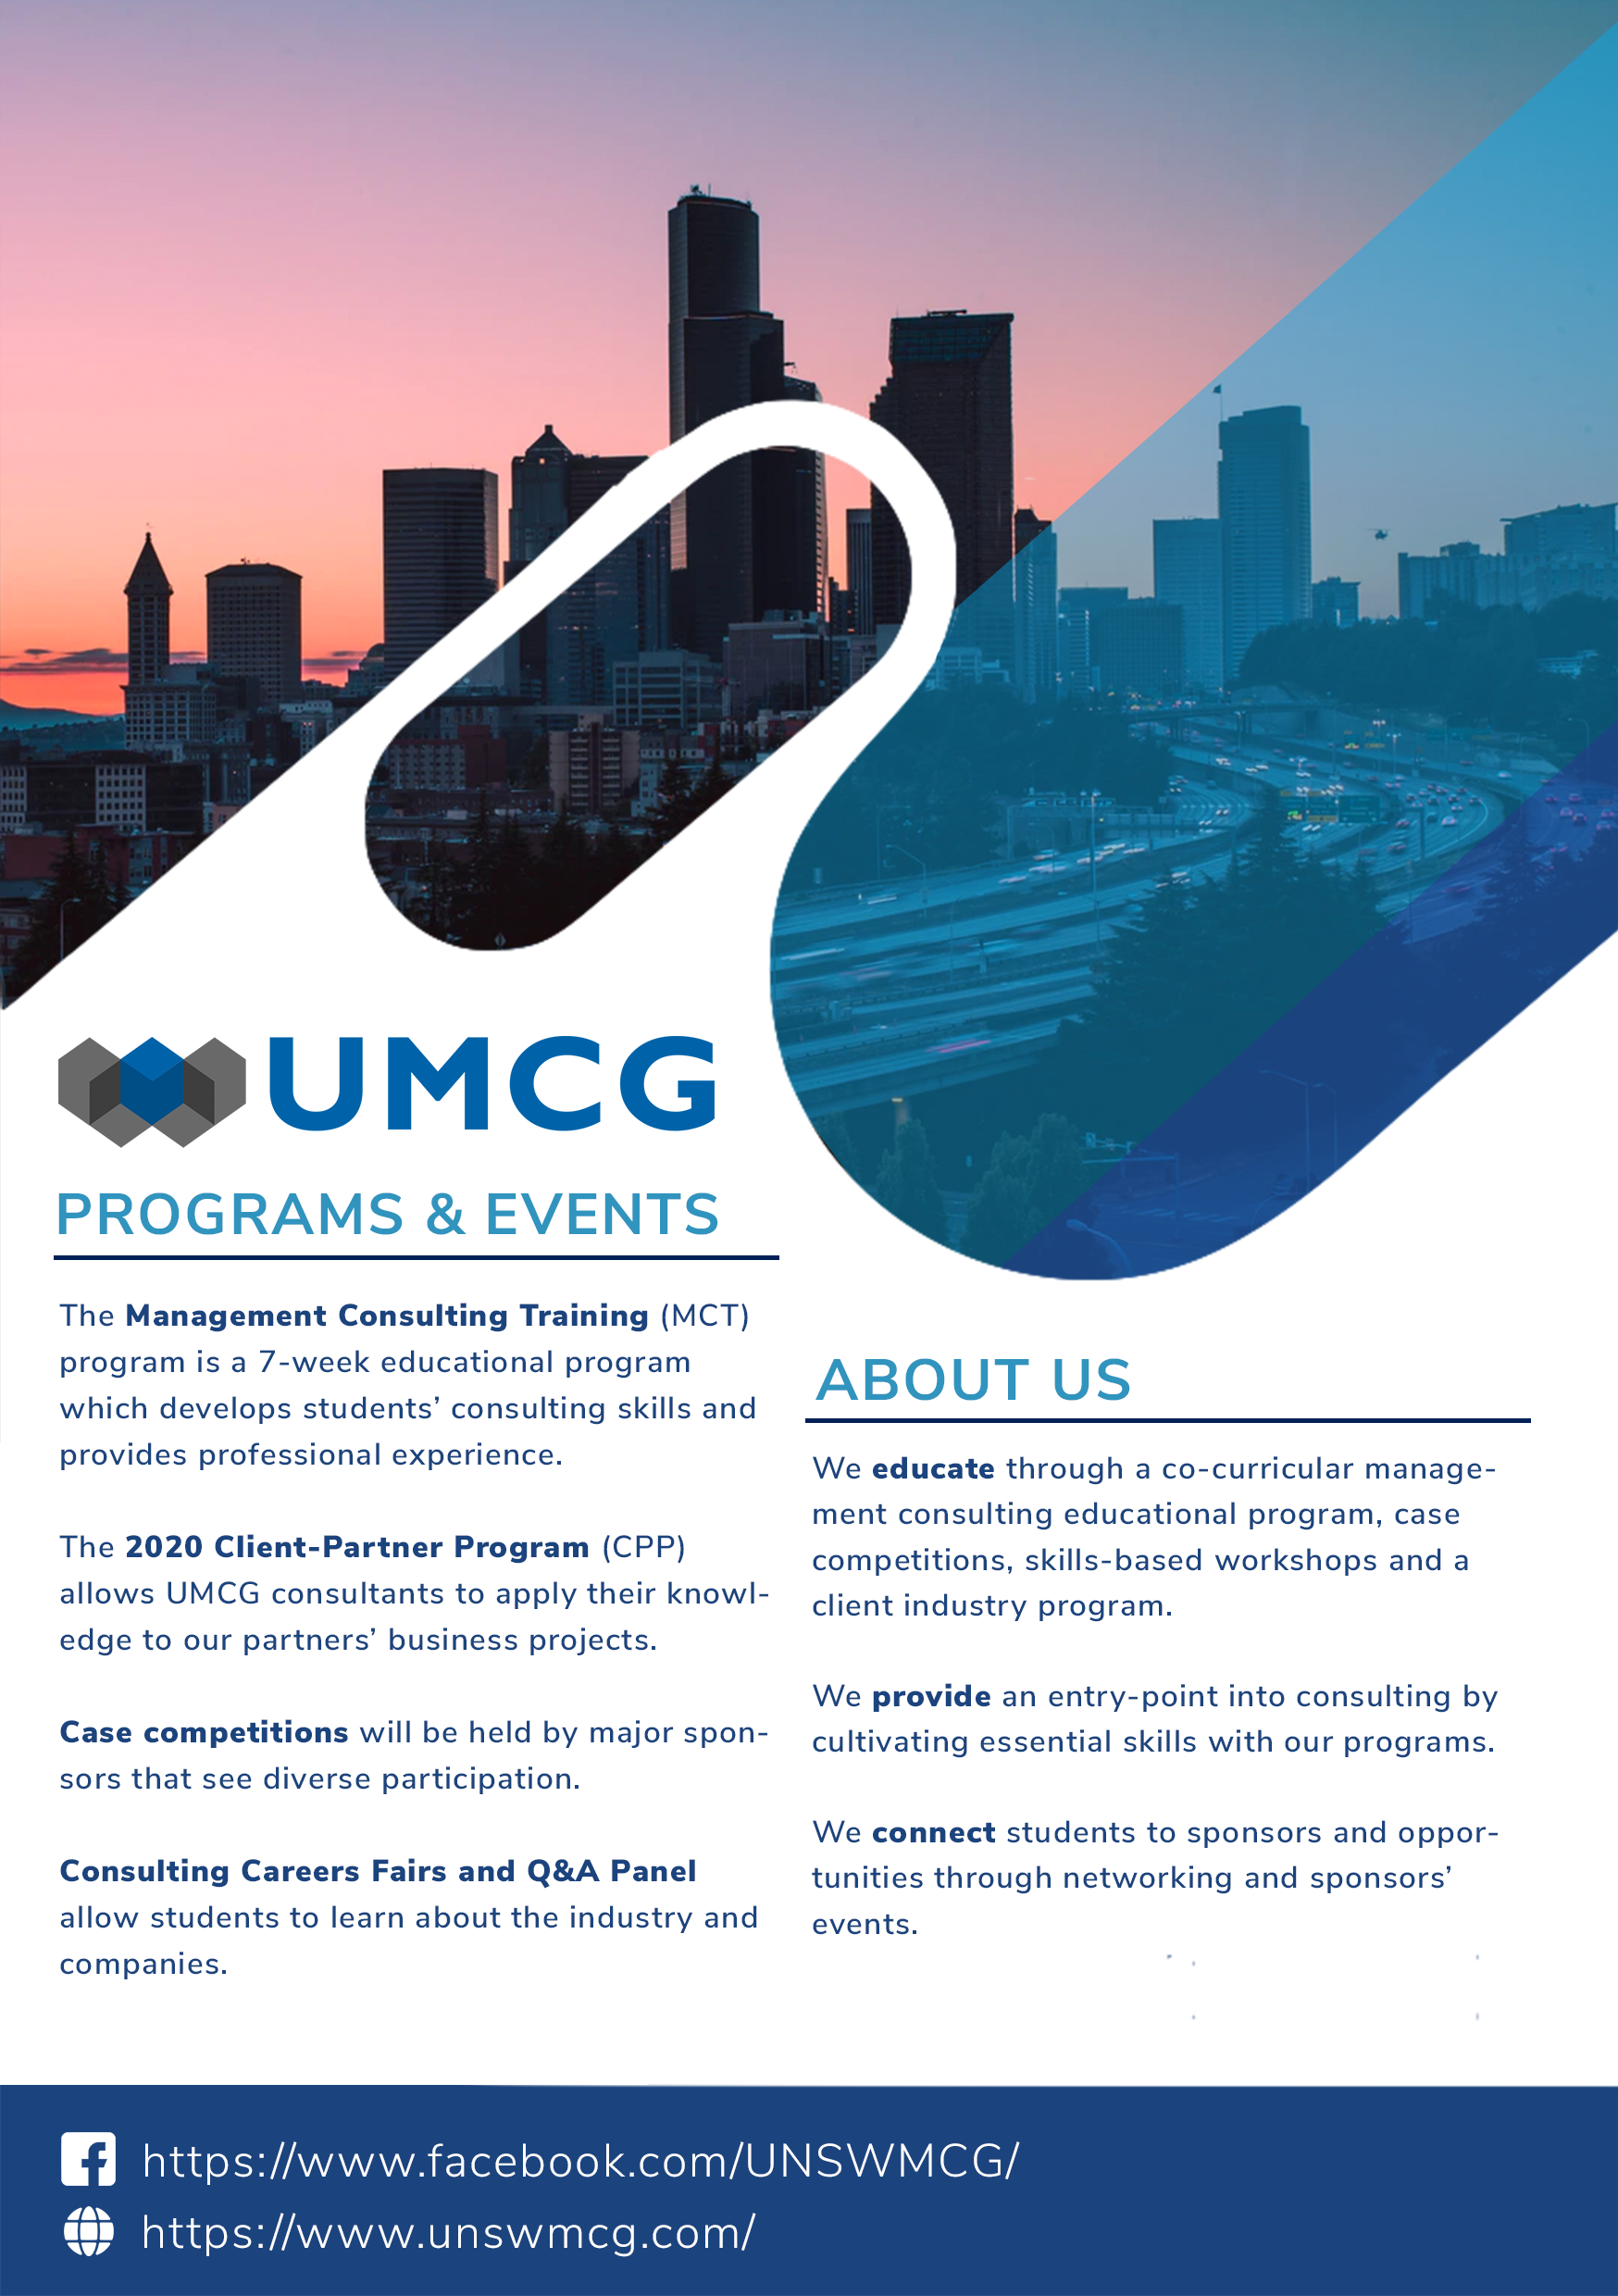 UMCG
PROGRAMS & EVENTS
The Management Consulting Training (MCT)
program is a 7-week educational program
which develops students’ consulting skills and
provides professional experience.
The 2020 Client-Partner Program (CPP)
allows UMCG consultants to apply their knowl-
edge to our partners’ business projects.
Case competitions will be held by major spon-
sors that see diverse participation.
Consulting Careers Fairs and Q&A Panel
allow students to learn about the industry and
companies.
ABOUT US
We educate through a co-curricular manage-
ment consulting educational program, case
competitions, skills-based workshops and a
client industry program.
We provide an entry-point into consulting by
cultivating essential skills with our programs.
We connect students to sponsors and oppor-
tunities through networking and sponsors’
events.
https://www.facebook.com/UNSWMCG/
https://www.unswmcg.com/